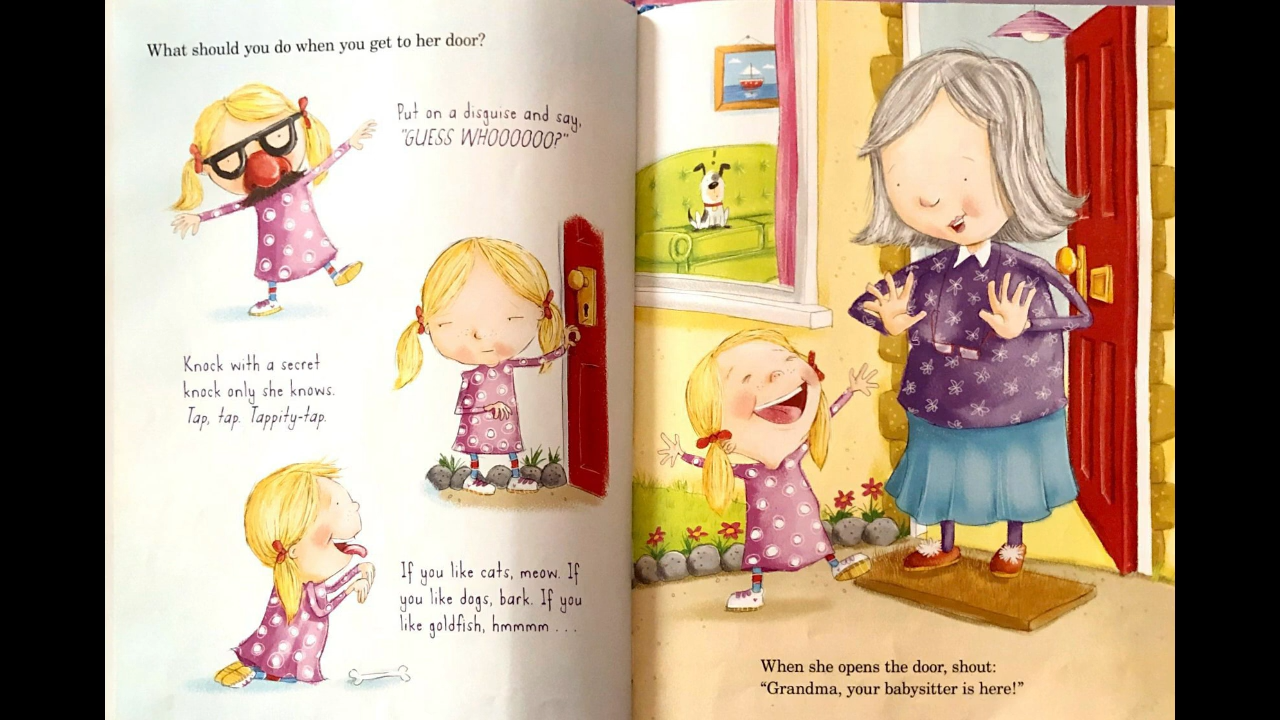 What should you do when you get to her door?
Put on a disguise and say,
"GUESS WHOOOOOO?"
Knock with a secret
knock only she knows.
Tap, tap. Tappity-tap.
If you like cats, meow. If
you like dogs, bark. If you
like goldfish, hmmmm . . .
When she opens the door, shout:
“Grandma, your babysitter is here!”